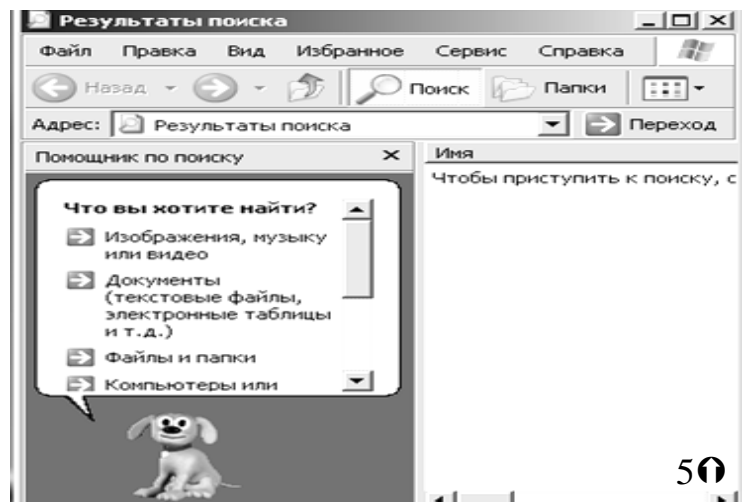 Результаты поиска
Файл Правка Вид Избранное Сервис Справка
Назад Поиск Папки
Адрес: Результаты поиска Переход
Помощник по поиску
Имя
Чтобы приступить к поиску, с
Что вы хотите найти?
Изображения, музыку
или видео
Документы
(текстовые файлы,
электронные таблицы
и т.д.)
Файлы и папки
Компьютеры или
5